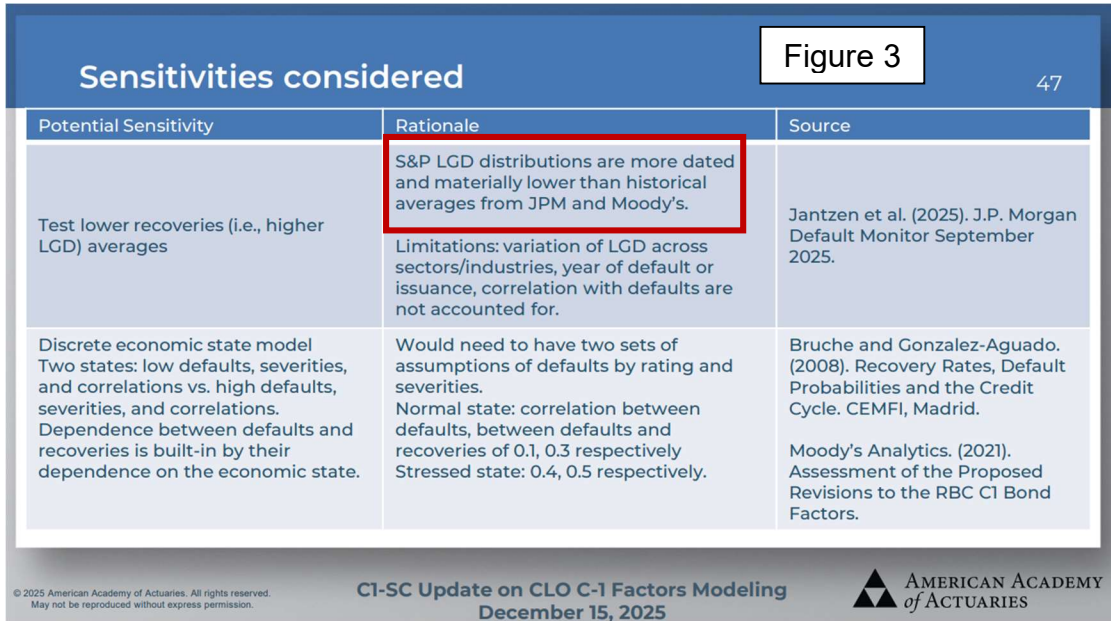 Figure 3
Sensitivities considered
47
Potential Sensitivity
Rationale
Source
Test lower recoveries (i.e., higher
LGD) averages
S&P LGD distributions are more dated
and materially lower than historical
averages from JPM and Moody's.
Limitations: variation of LGD across
sectors/industries, year of default or
issuance, correlation with defaults are
not accounted for.
Jantzen et al. (2025). J.P. Morgan
Default Monitor September
2025.
Discrete economic state model
Two states: low defaults, severities,
and correlations vs. high defaults,
severities, and correlations.
Dependence between defaults and
recoveries is built-in by their
dependence on the economic state.
Would need to have two sets of
assumptions of defaults by rating and
severities.
Normal state: correlation between
defaults, between defaults and
recoveries of 0.1, 0.3 respectively
Stressed state: 0.4, 0.5 respectively.
Bruche and Gonzalez-Aguado.
(2008). Recovery Rates, Default
Probabilities and the Credit
Cycle. CEMFI, Madrid.
Moody's Analytics. (2021).
Assessment of the Proposed
Revisions to the RBC C1 Bond
Factors.
© 2025 American Academy of Actuaries. All rights reserved.
May not be reproduced without express permission.
C1-SC Update on CLO C-1 Factors Modeling
December 15, 2025
AMERICAN ACADEMY
of ACTUARIES